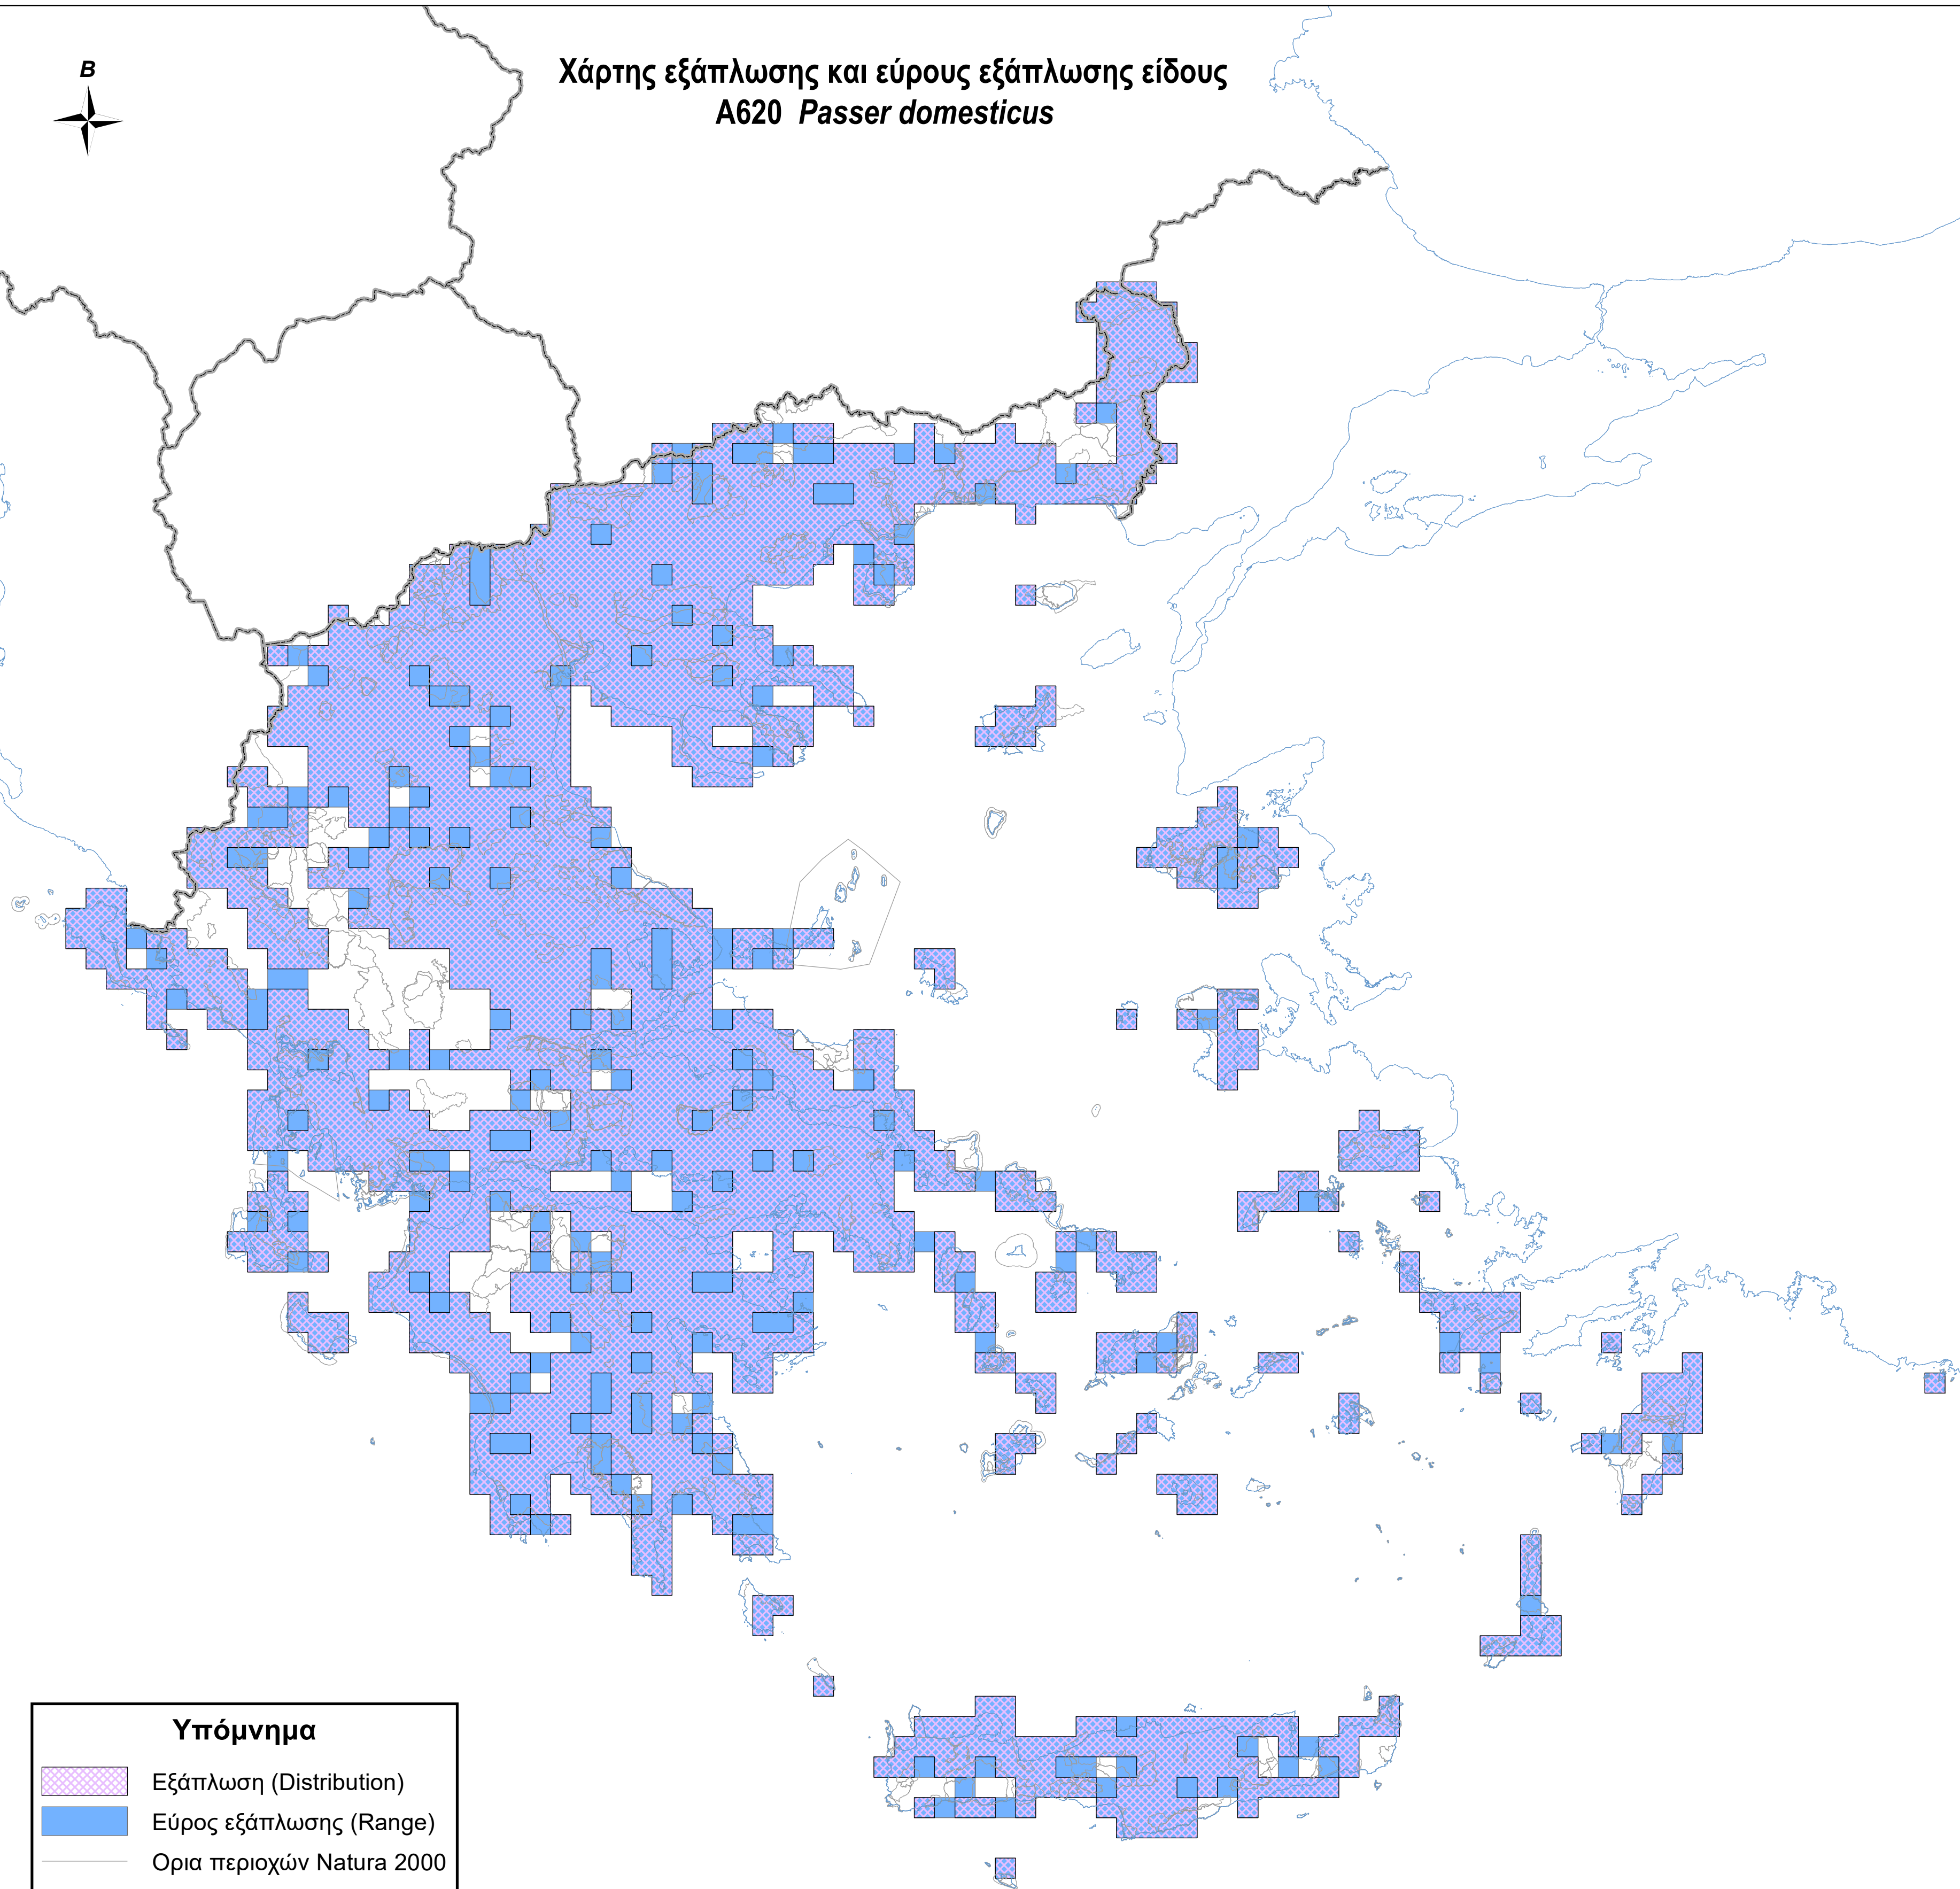 Χάρτης εξάπλωσης και εύρους εξάπλωσης είδους
A620 Passer domesticus
Β
Υπόμνημα
Εξάπλωση (Distribution)
Εύρος εξάπλωσης (Range)
Ορια περιοχών Natura 2000